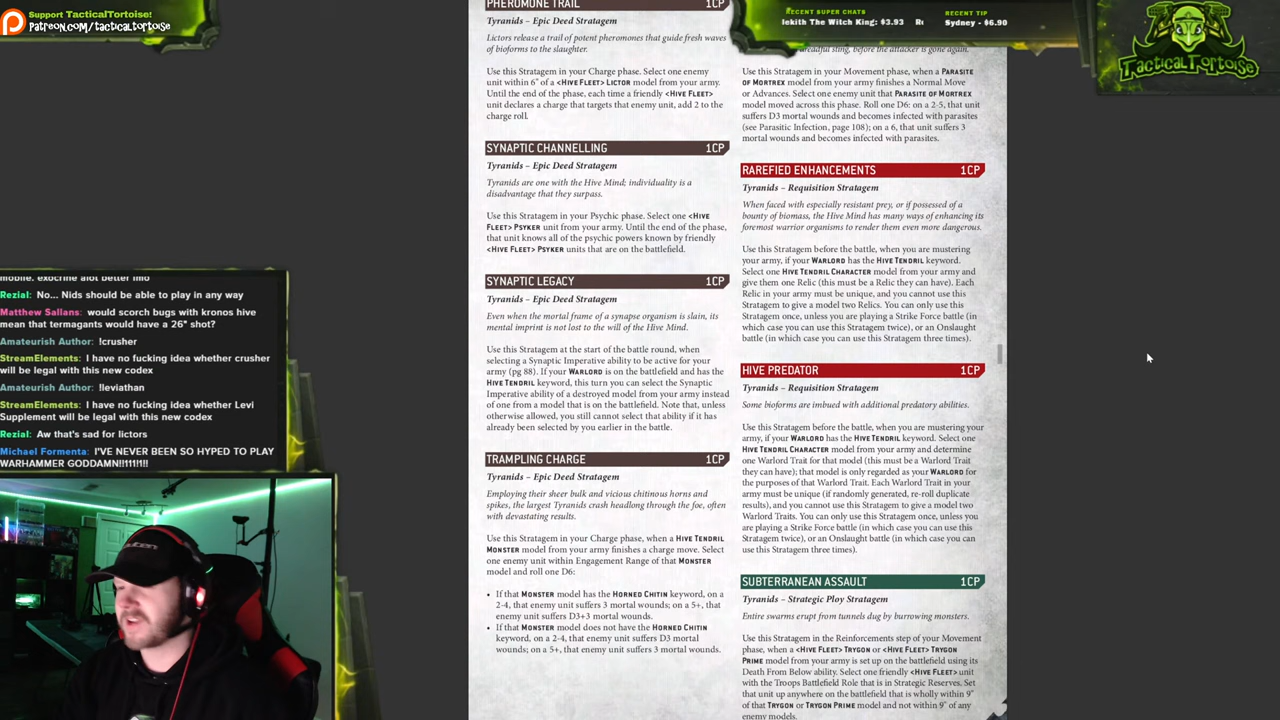 Support TacticalTortoise!
Patreon.com/tacticaltortoise
RECENT SUPER CHATS
lekith The Witch King: $3.93
RECENT TIP
Sydney - $6.90
TACTICALTORTOISE
mobile. exocrine alot better imo
Rezial: No... Nids should be able to play in any way
Matthew Sallans: would scorch bugs with kronos hive
mean that termagants would have a 26" shot?
Amateurish Author: !crusher
StreamElements: I have no fucking idea whether crusher
will be legal with this new codex
Amateurish Author: !leviathan
StreamElements: I have no fucking idea whether Levi
Supplement will be legal with this new codex
Rezial: Aw that's sad for lictors
Michael Formenta: I'VE NEVER BEEN SO HYPED TO PLAY
WARHAMMER GODDAMN!!111!1!!
PHEROMONE TRAIL 1CP
Tyranids – Epic Deed Stratagem
Lictors release a trail of potent pheromones that guide fresh waves
of bioforms to the slaughter.
Use this Stratagem in your Charge phase. Select one enemy
unit within 6" of a <HIVE FLEET> LICTOR model from your army.
Until the end of the phase, each time a friendly <HIVE FLEET>
unit declares a charge that targets that enemy unit, add 2 to the
charge roll.
SYNAPTIC CHANNELLING 1CP
Tyranids – Epic Deed Stratagem
Tyranids are one with the Hive Mind; individuality is a
disadvantage that they surpass.
Use this Stratagem in your Psychic phase. Select one <HIVE
FLEET> PSYKER unit from your army. Until the end of the phase,
that unit knows all of the psychic powers known by friendly
<HIVE FLEET> PSYKER units that are on the battlefield.
SYNAPTIC LEGACY 1CP
Tyranids – Epic Deed Stratagem
Even when the mortal frame of a synapse organism is slain, its
mental imprint is not lost to the will of the Hive Mind.
Use this Stratagem at the start of the battle round, when
selecting a Synaptic Imperative ability to be active for your
army (pg 88). If your WARLORD is on the battlefield and has the
HIVE TENDRIL keyword, this turn you can select the Synaptic
Imperative ability of a destroyed model from your army instead
of one from a model that is on the battlefield. Note that, unless
otherwise allowed, you still cannot select that ability if it has
already been selected by you earlier in the battle.
TRAMPLING CHARGE 1CP
Tyranids – Epic Deed Stratagem
Employing their sheer bulk and vicious chitinous horns and
spikes, the largest Tyranids crash headlong through the foe, often
with devastating results.
Use this Stratagem in your Charge phase, when a HIVE TENDRIL
MONSTER model from your army finishes a charge move. Select
one enemy unit within Engagement Range of that MONSTER
model and roll one D6:
• If that MONSTER model has the HORNED CHITIN keyword, on a
2-4, that enemy unit suffers 3 mortal wounds; on a 5+, that
enemy unit suffers D3+3 mortal wounds.
• If that MONSTER model does not have the HORNED CHITIN
keyword, on a 2-4, that enemy unit suffers D3 mortal
wounds; on a 5+, that enemy unit suffers 3 mortal wounds.
sting, before the attacker is gone again.
Use this Stratagem in your Movement phase, when a PARASITE
OF MORTREX model from your army finishes a Normal Move
or Advances. Select one enemy unit that PARASITE OF MORTREX
model moved across this phase. Roll one D6: on a 2-5, that unit
suffers D3 mortal wounds and becomes infected with parasites
(see Parasitic Infection, page 108); on a 6, that unit suffers 3
mortal wounds and becomes infected with parasites.
RAREFIED ENHANCEMENTS 1CP
Tyranids – Requisition Stratagem
When faced with especially resistant prey, or if possessed of a
bounty of biomass, the Hive Mind has many ways of enhancing its
foremost warrior organisms to render them even more dangerous.
Use this Stratagem before the battle, when you are mustering
your army, if your WARLORD has the HIVE TENDRIL keyword.
Select one HIVE TENDRIL CHARACTER model from your army and
give them one Relic (this must be a Relic they can have). Each
Relic in your army must be unique, and you cannot use this
Stratagem to give a model two Relics. You can only use this
Stratagem once, unless you are playing a Strike Force battle (in
which case you can use this Stratagem twice), or an Onslaught
battle (in which case you can use this Stratagem three times).
HIVE PREDATOR 1CP
Tyranids – Requisition Stratagem
Some bioforms are imbued with additional predatory abilities.
Use this Stratagem before the battle, when you are mustering your
army, if your WARLORD has the HIVE TENDRIL keyword. Select one
HIVE TENDRIL CHARACTER model from your army and determine
one Warlord Trait for that model (this must be a Warlord Trait
they can have); that model is only regarded as your WARLORD for
the purposes of that Warlord Trait. Each Warlord Trait in your
army must be unique (if randomly generated, re-roll duplicate
results), and you cannot use this Stratagem to give a model two
Warlord Traits. You can only use this Stratagem once, unless you
are playing a Strike Force battle (in which case you can use this
Stratagem twice), or an Onslaught battle (in which case you can
use this Stratagem three times).
SUBTERRANEAN ASSAULT 1CP
Tyranids – Strategic Ploy Stratagem
Entire swarms erupt from tunnels dug by burrowing monsters.
Use this Stratagem in the Reinforcements step of your Movement
phase, when a <HIVE FLEET> TRYGON or <HIVE FLEET> TRYGON
PRIME model from your army is set up on the battlefield using its
Death From Below ability. Select one friendly <HIVE FLEET> unit
with the Troops Battlefield Role that is in Strategic Reserves. Set
that unit up anywhere on the battlefield that is wholly within 9"
of that TRYGON or TRYGON PRIME model and not within 9" of any
enemy models.